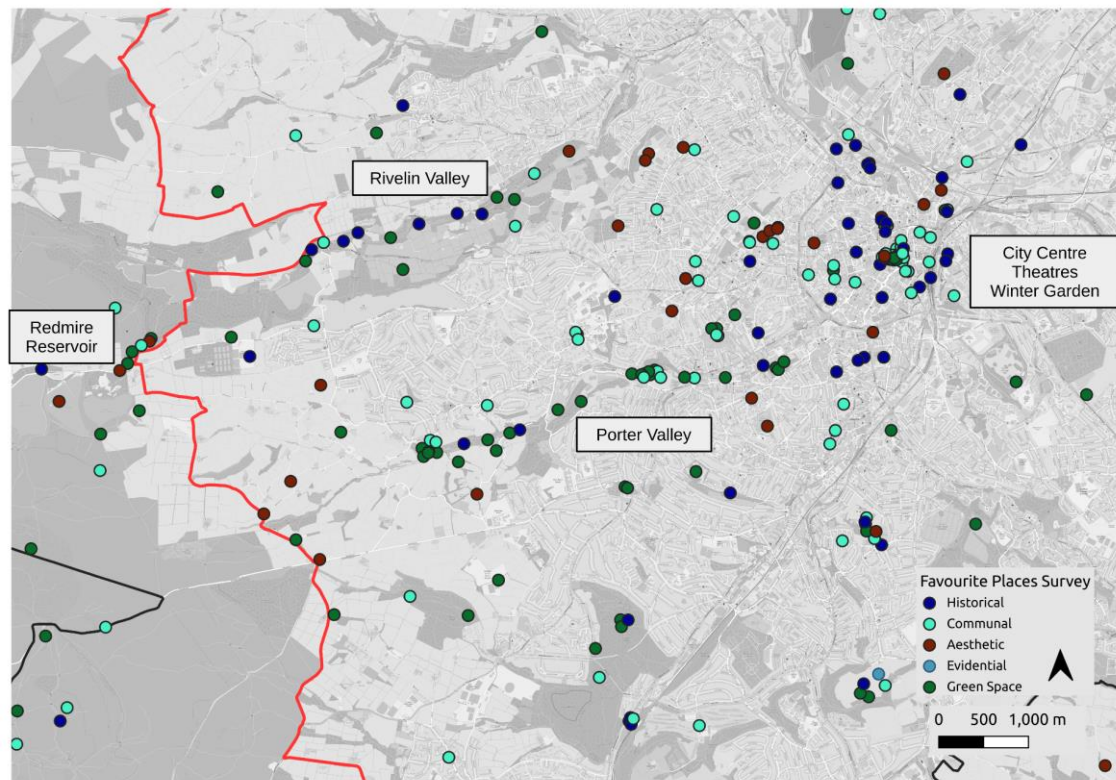 Rivelin Valley
City Centre
Theatres
Winter Garden
Redmire
Reservoir
Porter Valley
Favourite Places Survey
Historical
Communal
Aesthetic
Evidential
Green Space
0 500 1,000 m